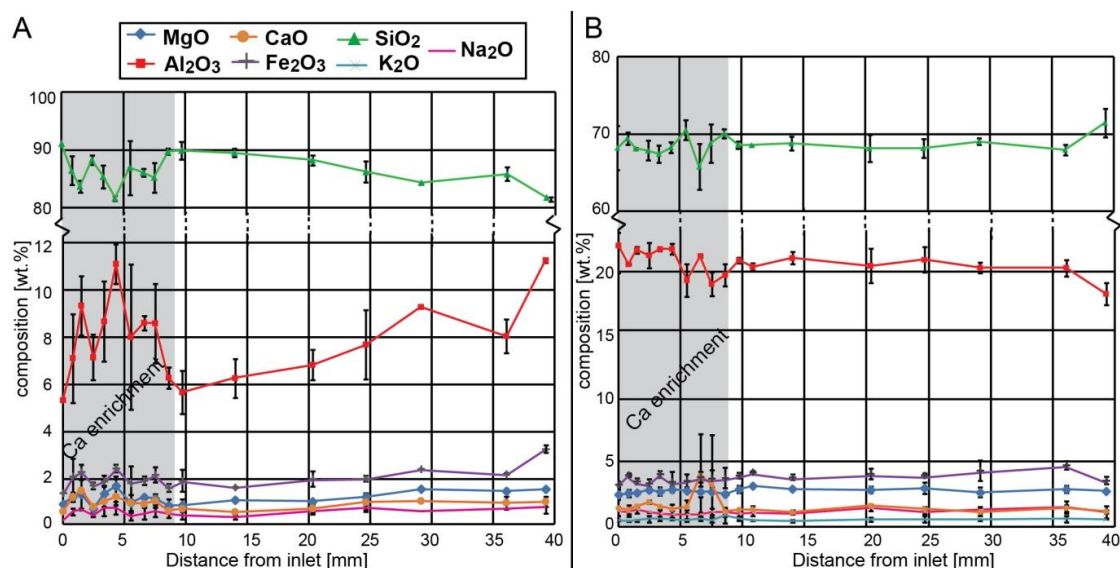 A
MgO CaO SiO₂ Na₂O
Al₂O₃ Fe₂O₃ K₂O
composition [wt.%]
100
90
80
12
10
8
6
4
2
0
Ca enrichment
0 5 10 15 20 25 30 35 40
Distance from inlet [mm]
B
composition [wt.%]
80
70
60
20
15
10
5
0
Ca enrichment
0 5 10 15 20 25 30 35 40
Distance from inlet [mm]